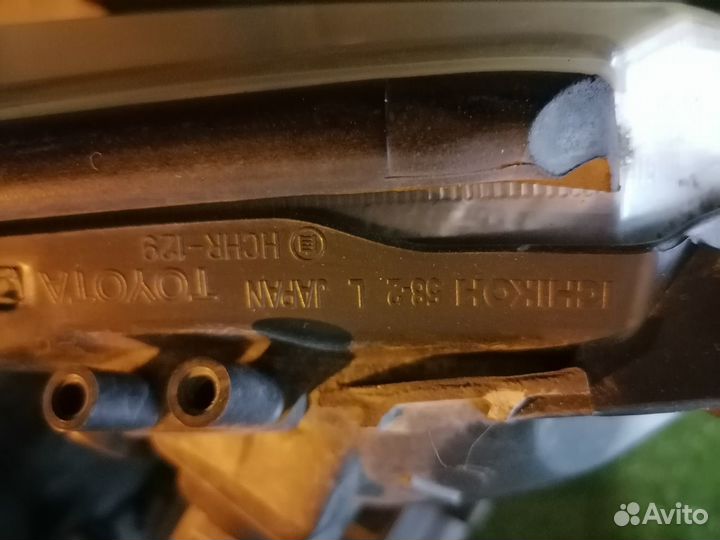 ICHIKOH 58-2 L JAPAN TOYOTA
HCHR-129
Avito